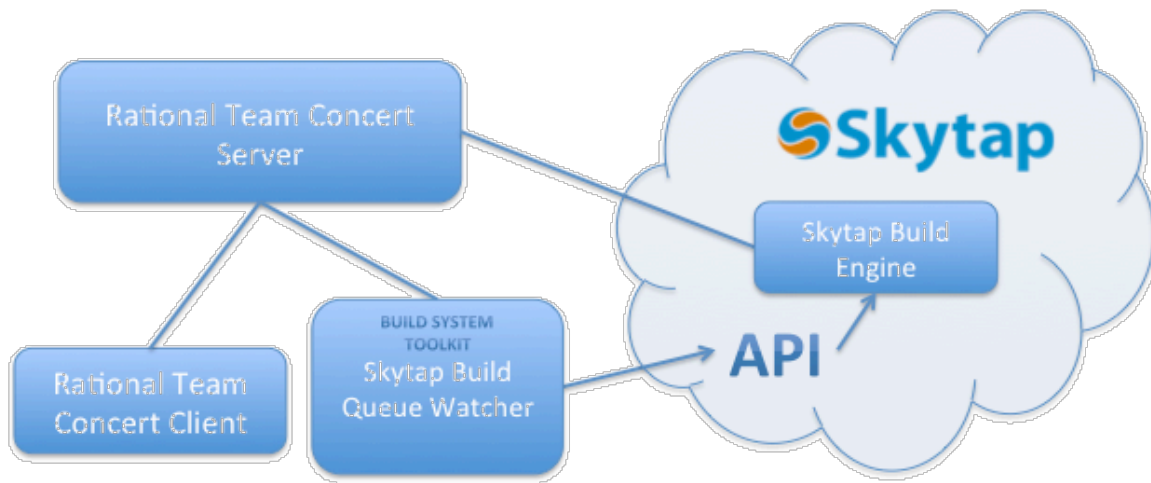 Rational Team Concert
Server
Skytap
Skytap Build
Engine
BUILD SYSTEM
TOOLKIT
Skytap Build
Queue Watcher
API
Rational Team
Concert Client